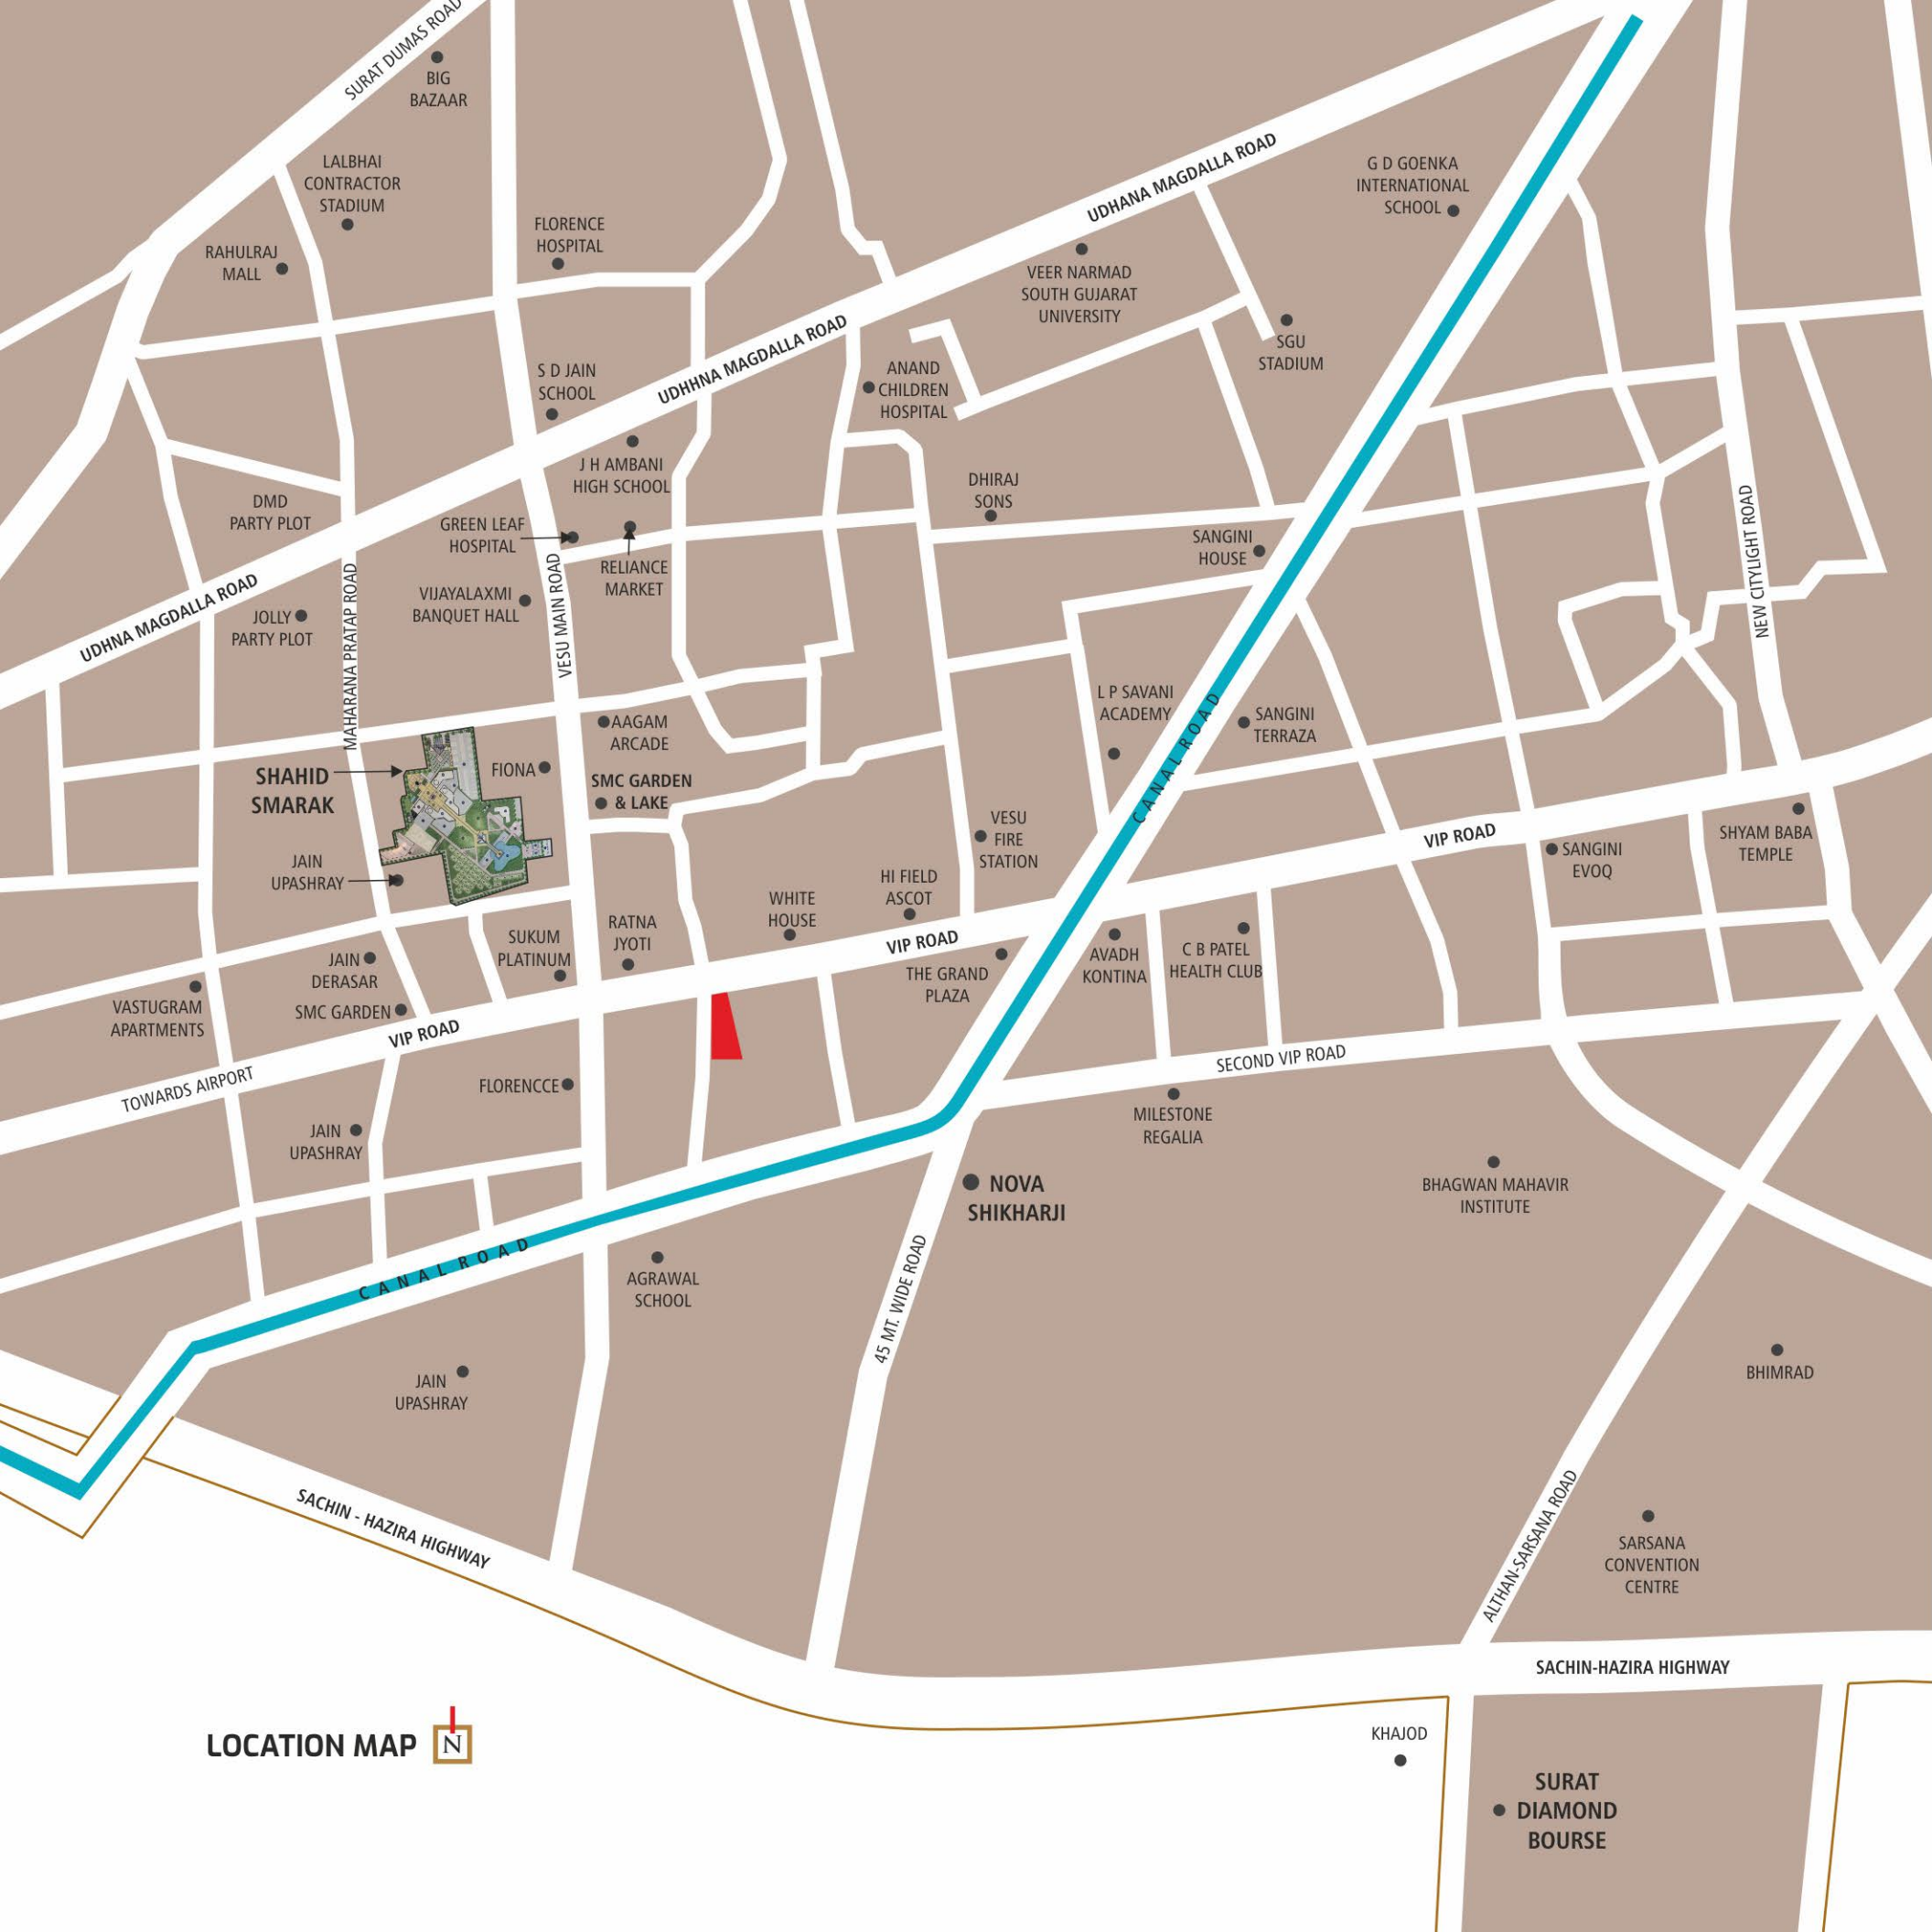 SURAT DUMAS ROAD
BIG
BAZAAR
LALBHAI
CONTRACTOR
STADIUM
RAHULRAJ
MALL
FLORENCE
HOSPITAL
UDHANA MAGDALLA ROAD
G D GOENKA
INTERNATIONAL
SCHOOL
VEER NARMAD
SOUTH GUJARAT
UNIVERSITY
SGU
STADIUM
UDHHNA MAGDALLA ROAD
S D JAIN
SCHOOL
ANAND
CHILDREN
HOSPITAL
J H AMBANI
HIGH SCHOOL
DMD
PARTY PLOT
GREEN LEAF
HOSPITAL
DHIRAJ
SONS
SANGINI
HOUSE
RELIANCE
MARKET
VIJAYALAXMI
BANQUET HALL
JOLLY
PARTY PLOT
UDHNA MAGDALLA ROAD
MAHARANA PRATAP ROAD
VESU MAIN ROAD
NEW CITYLIGHT ROAD
L P SAVANI
ACADEMY
CANAL ROAD
SANGINI
TERRAZA
AAGAM
ARCADE
SHAHID
SMARAK
FIONA
SMC GARDEN
& LAKE
VESU
FIRE
STATION
VIP ROAD
SHYAM BABA
TEMPLE
SANGINI
EVOQ
JAIN
UPASHRAY
HI FIELD
ASCOT
WHITE
HOUSE
RATNA
JYOTI
SUKUM
PLATINUM
VIP ROAD
THE GRAND
PLAZA
AVADH
KONTINA
C B PATEL
HEALTH CLUB
JAIN
DERASAR
VASTUGRAM
APARTMENTS
SMC GARDEN
VIP ROAD
TOWARDS AIRPORT
SECOND VIP ROAD
FLORENCCE
MILESTONE
REGALIA
JAIN
UPASHRAY
NOVA
SHIKHARJI
BHAGWAN MAHAVIR
INSTITUTE
CANAL ROAD
AGRAWAL
SCHOOL
45 MT. WIDE ROAD
JAIN
UPASHRAY
BHIMRAD
SACHIN - HAZIRA HIGHWAY
ALTHAN-SARSANA ROAD
SARSANA
CONVENTION
CENTRE
SACHIN-HAZIRA HIGHWAY
LOCATION MAP N
KHAJOD
SURAT
DIAMOND
BOURSE